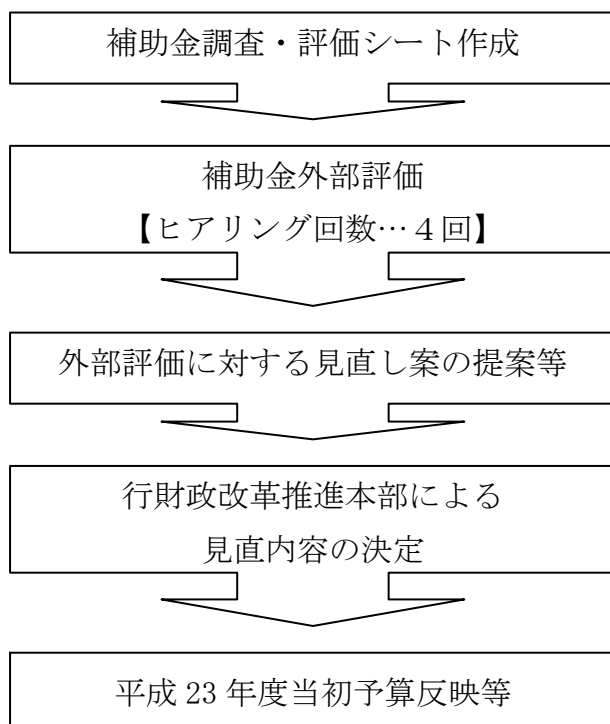 補助金調査・評価シート作成
補助金外部評価
【ヒアリング回数…４回】
外部評価に対する見直し案の提案等
行財政改革推進本部による
見直内容の決定
平成 23 年度当初予算反映等